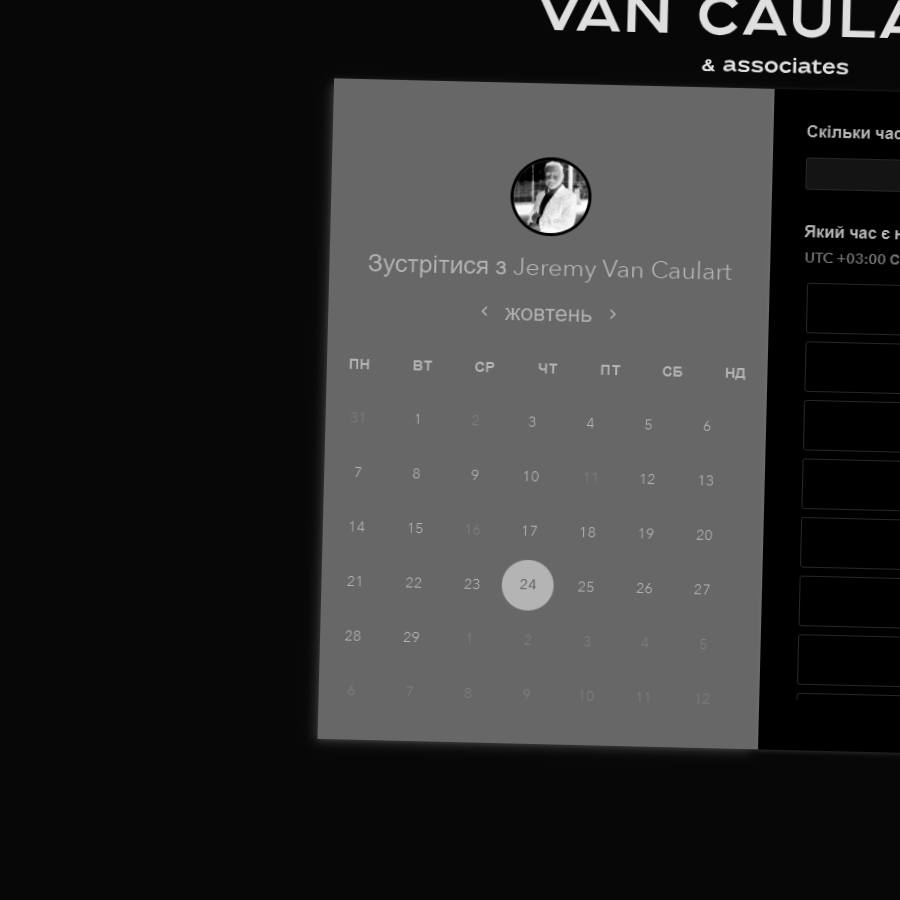 VAN CAULA
& associates
Зустрітися з Jeremy Van Caulart
жовтень
ПН ВТ СР ЧТ ПТ СБ НД
31 1 2 3 4 5 6
7 8 9 10 11 12 13
14 15 16 17 18 19 20
21 22 23 24 25 26 27
28 29 1 2 3 4 5
6 7 8 9 10 11 12
Скільки час
Який час є н
UTC +03:00 С